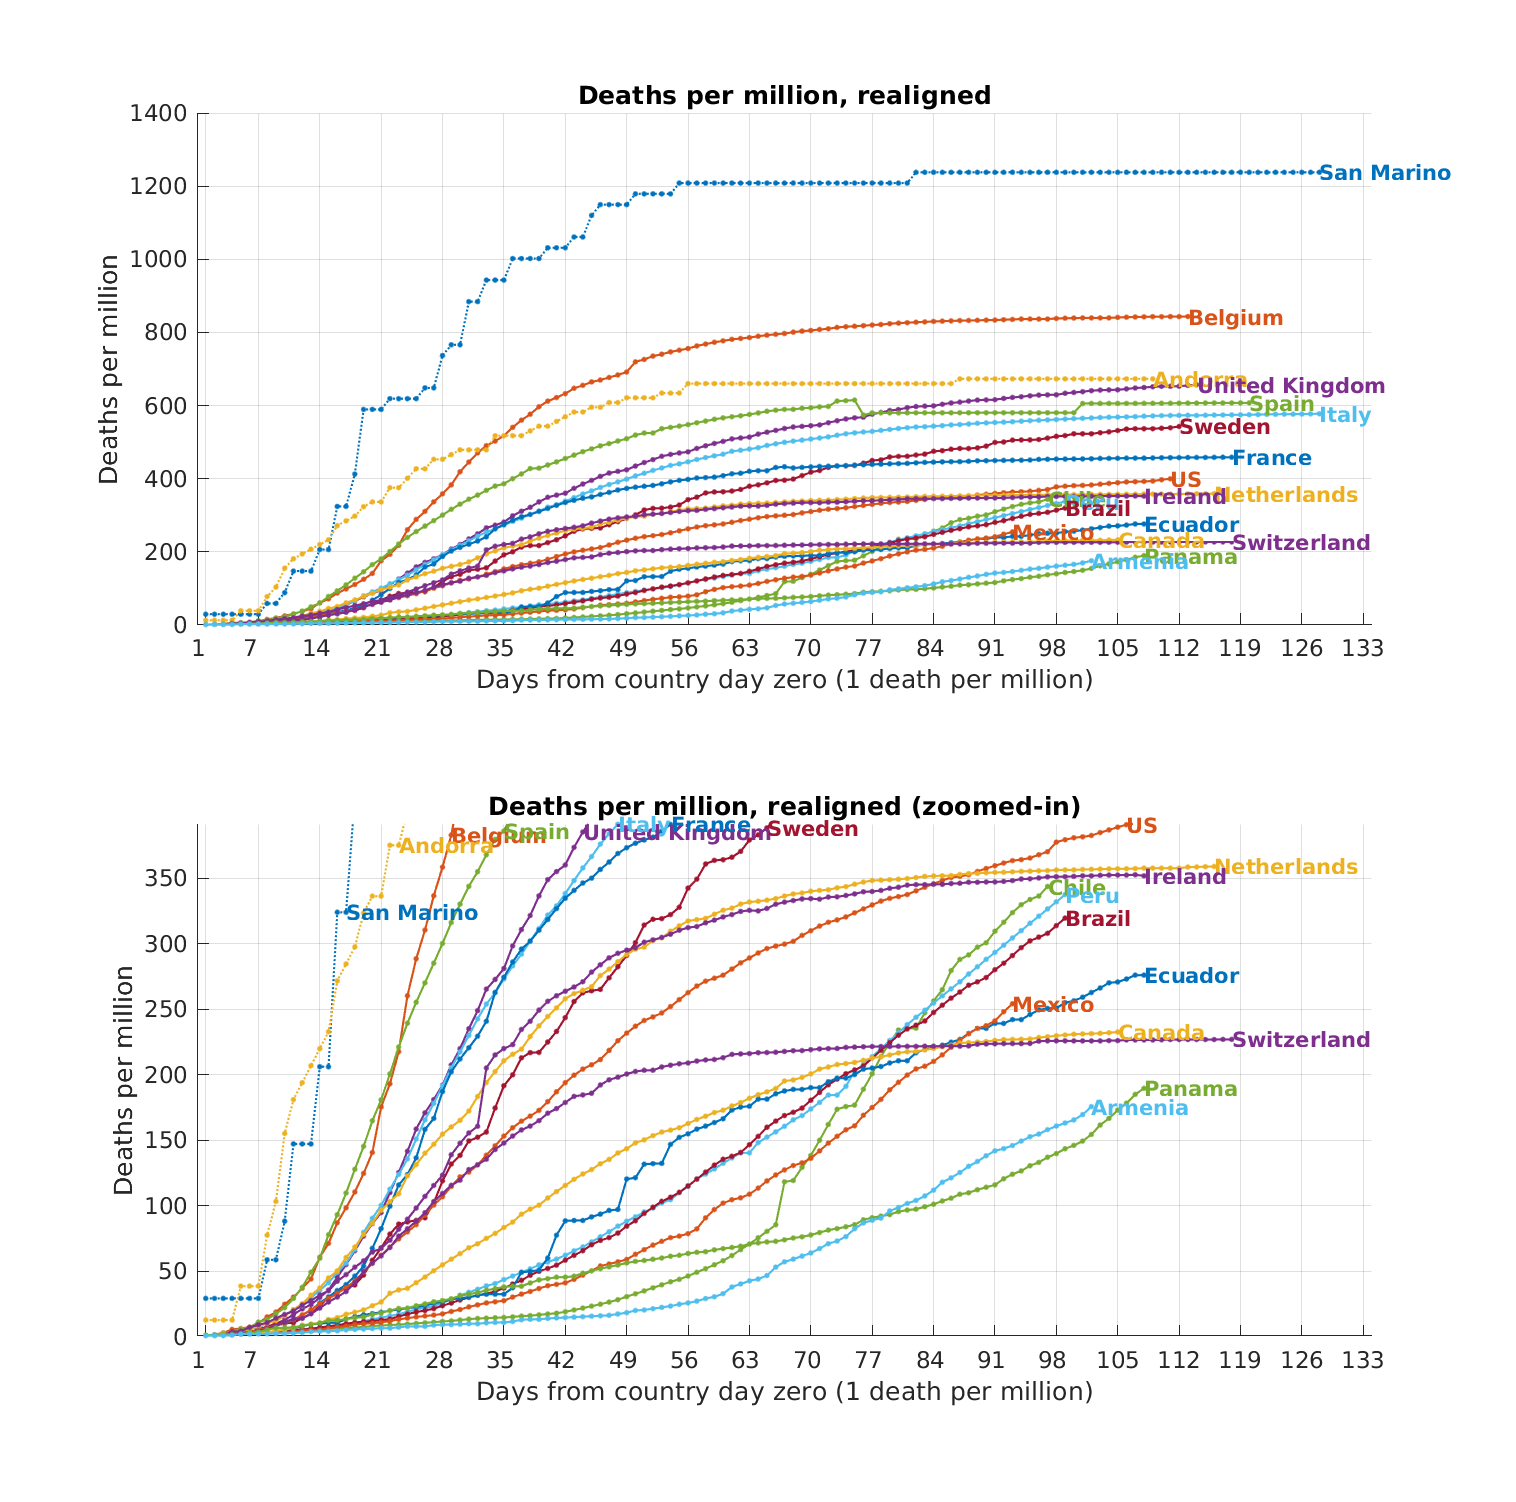 Deaths per million, realigned
1400
1200
1000
800
600
400
200
0
Deaths per million
San Marino
Belgium
Andorra
United Kingdom
Spain
Italy
Sweden
France
US
Netherlands
Ireland
Chile
Peru
Brazil
Ecuador
Mexico
Canada
Switzerland
Panama
Armenia
1 7 14 21 28 35 42 49 56 63 70 77 84 91 98 105 112 119 126 133
Days from country day zero (1 death per million)
Deaths per million, realigned (zoomed-in)
350
300
250
200
150
100
50
0
Deaths per million
Italy
France
Spain
Belgium
United Kingdom
Sweden
US
Andorra
Netherlands
Ireland
Chile
Peru
San Marino
Brazil
Ecuador
Mexico
Canada
Switzerland
Panama
Armenia
1 7 14 21 28 35 42 49 56 63 70 77 84 91 98 105 112 119 126 133
Days from country day zero (1 death per million)